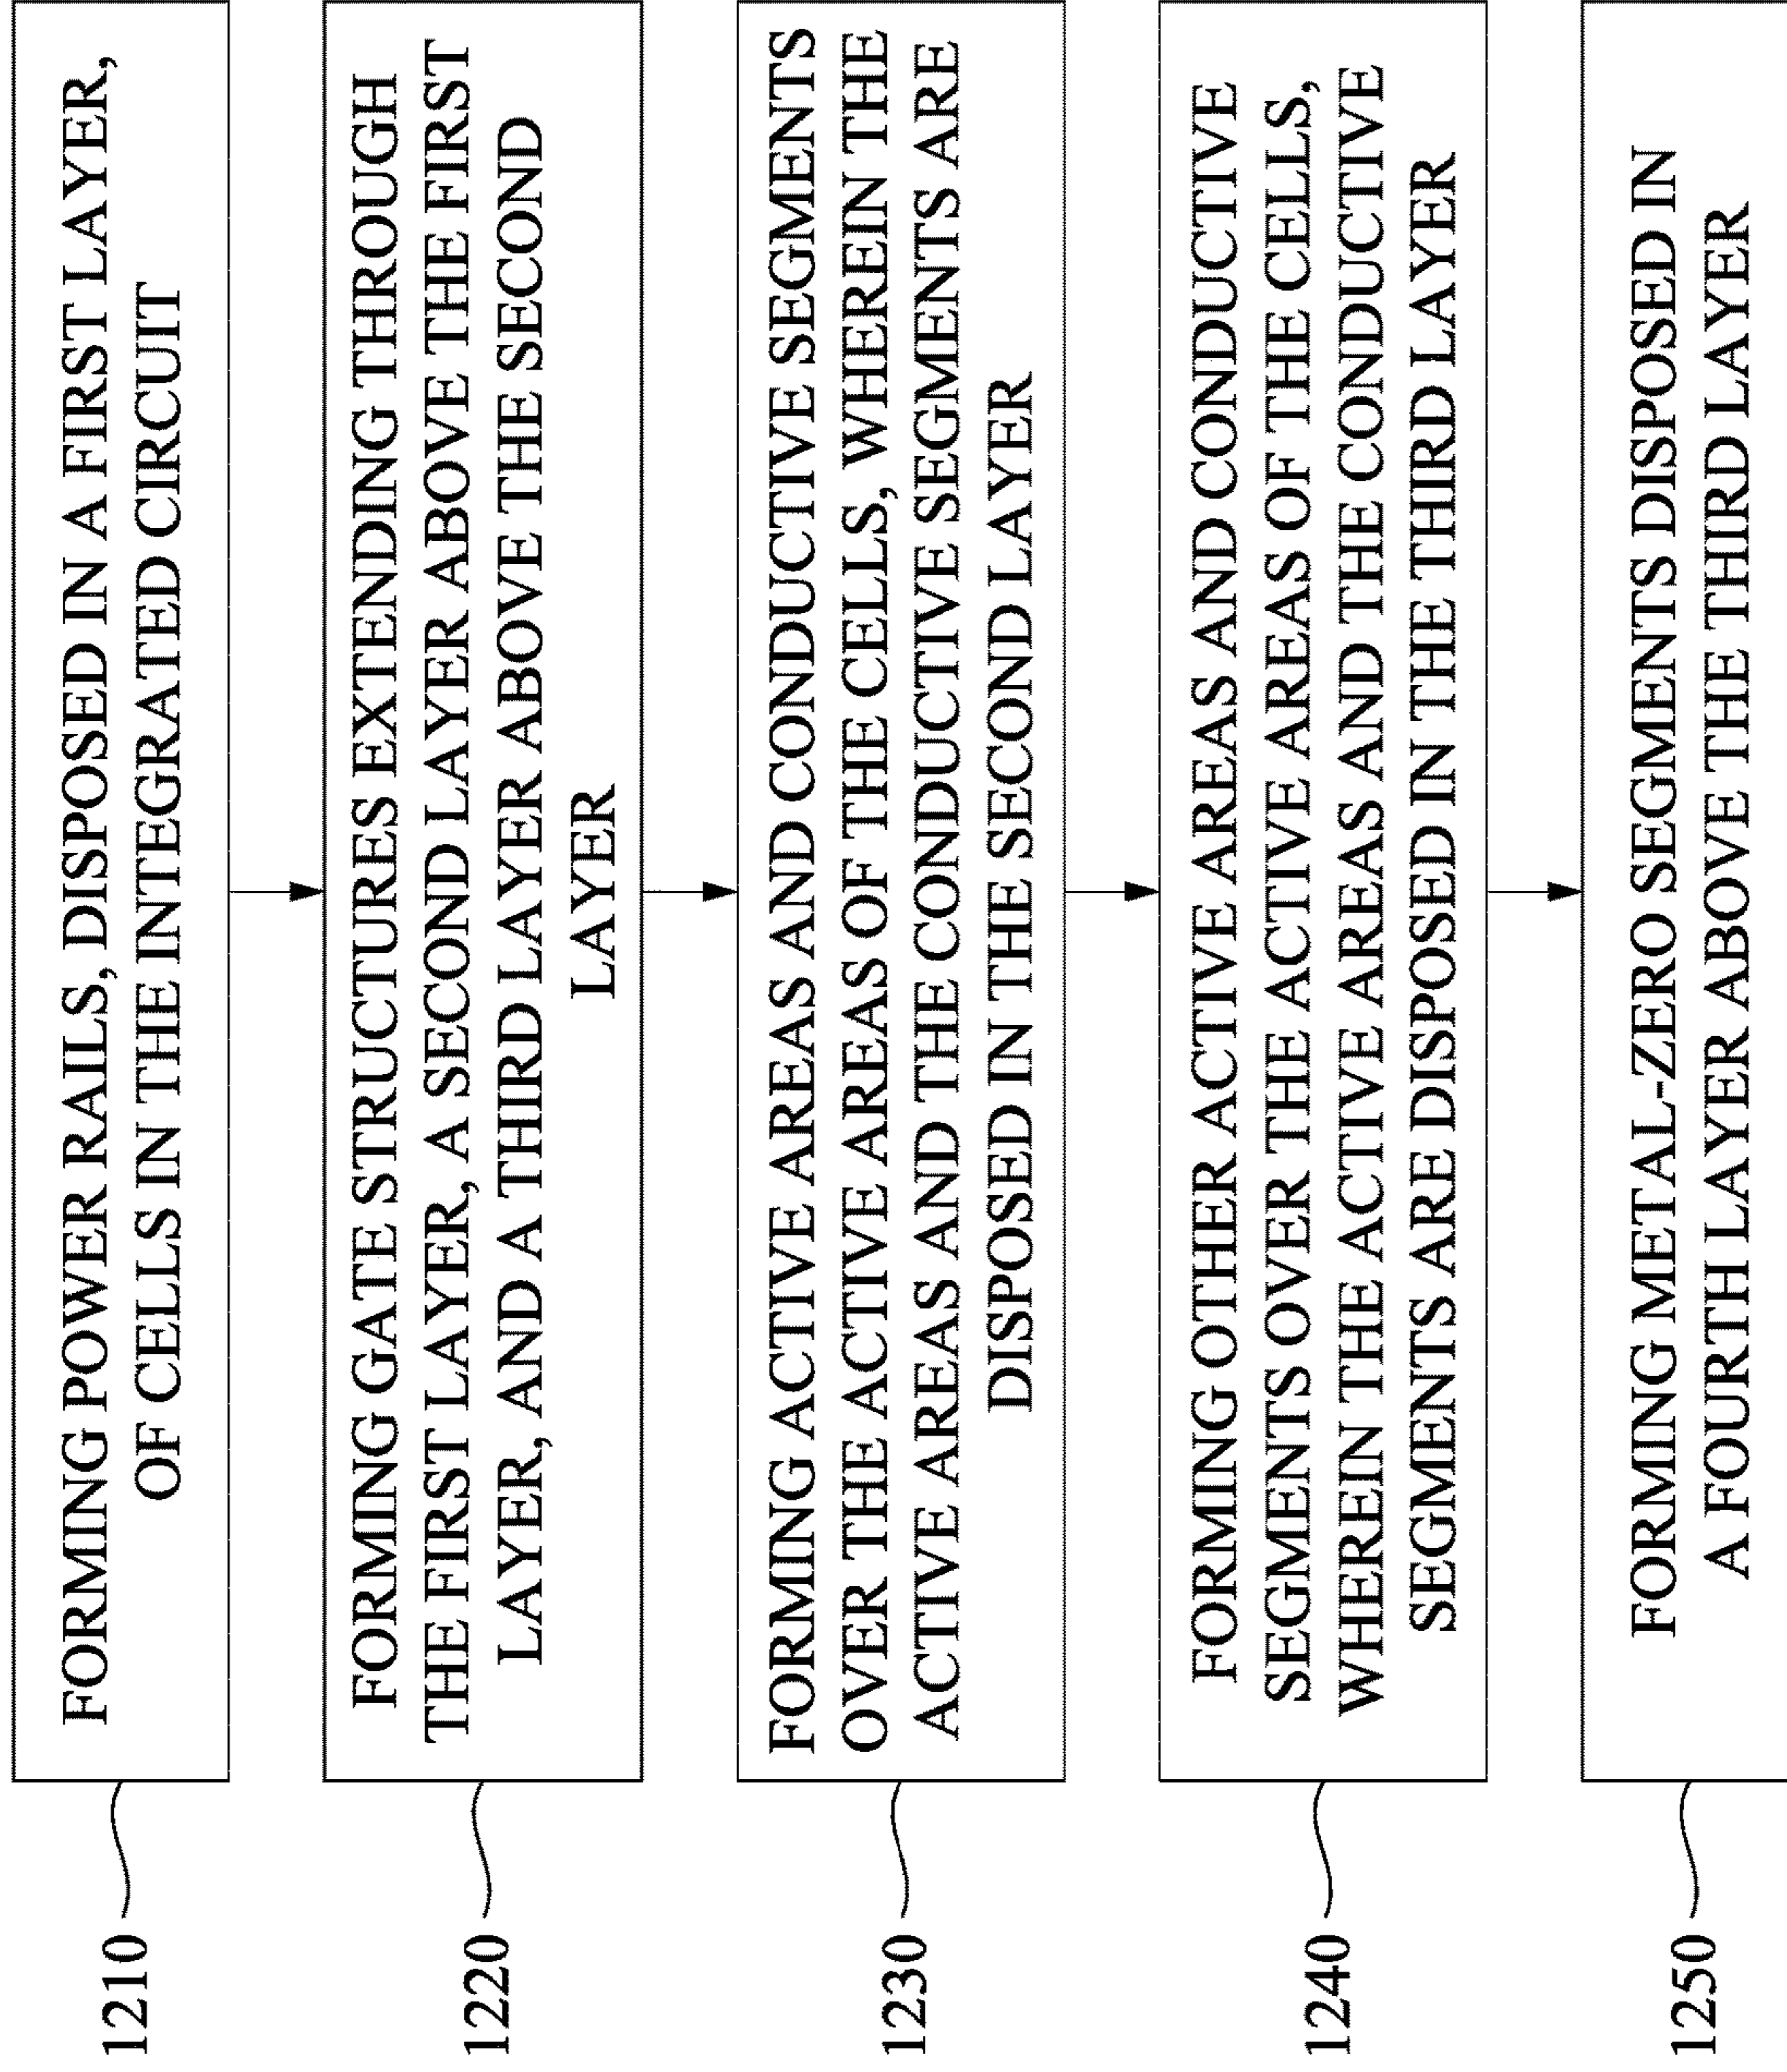 1210
FORMING POWER RAILS, DISPOSED IN A FIRST LAYER,
OF CELLS IN THE INTEGRATED CIRCUIT
1220
FORMING GATE STRUCTURES EXTENDING THROUGH
THE FIRST LAYER, A SECOND LAYER ABOVE THE FIRST
LAYER, AND A THIRD LAYER ABOVE THE SECOND
LAYER
1230
FORMING ACTIVE AREAS AND CONDUCTIVE SEGMENTS
OVER THE ACTIVE AREAS OF THE CELLS, WHEREIN THE
ACTIVE AREAS AND THE CONDUCTIVE SEGMENTS ARE
DISPOSED IN THE SECOND LAYER
1240
FORMING OTHER ACTIVE AREAS AND CONDUCTIVE
SEGMENTS OVER THE ACTIVE AREAS OF THE CELLS,
WHEREIN THE ACTIVE AREAS AND THE CONDUCTIVE
SEGMENTS ARE DISPOSED IN THE THIRD LAYER
1250
FORMING METAL-ZERO SEGMENTS DISPOSED IN
A FOURTH LAYER ABOVE THE THIRD LAYER